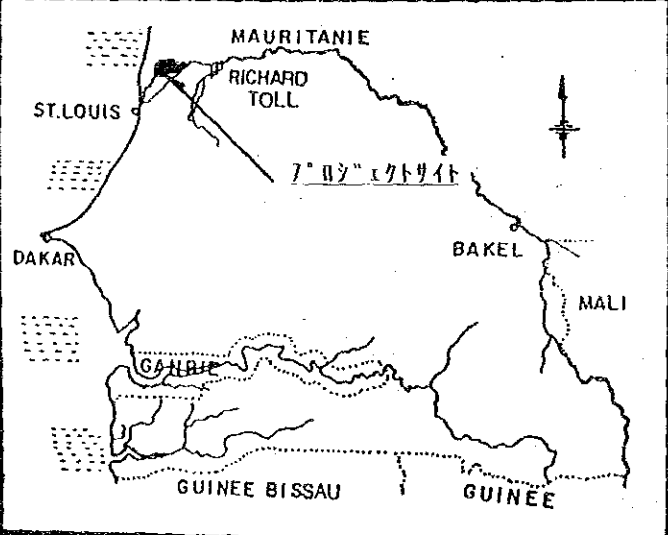 MAURITANIE
RICHARD
TOLL
ST.LOUIS
プロジェクトサイト
BAKEL
DAKAR
MALI
GANBIE
GUINEE BISSAU
GUINEE